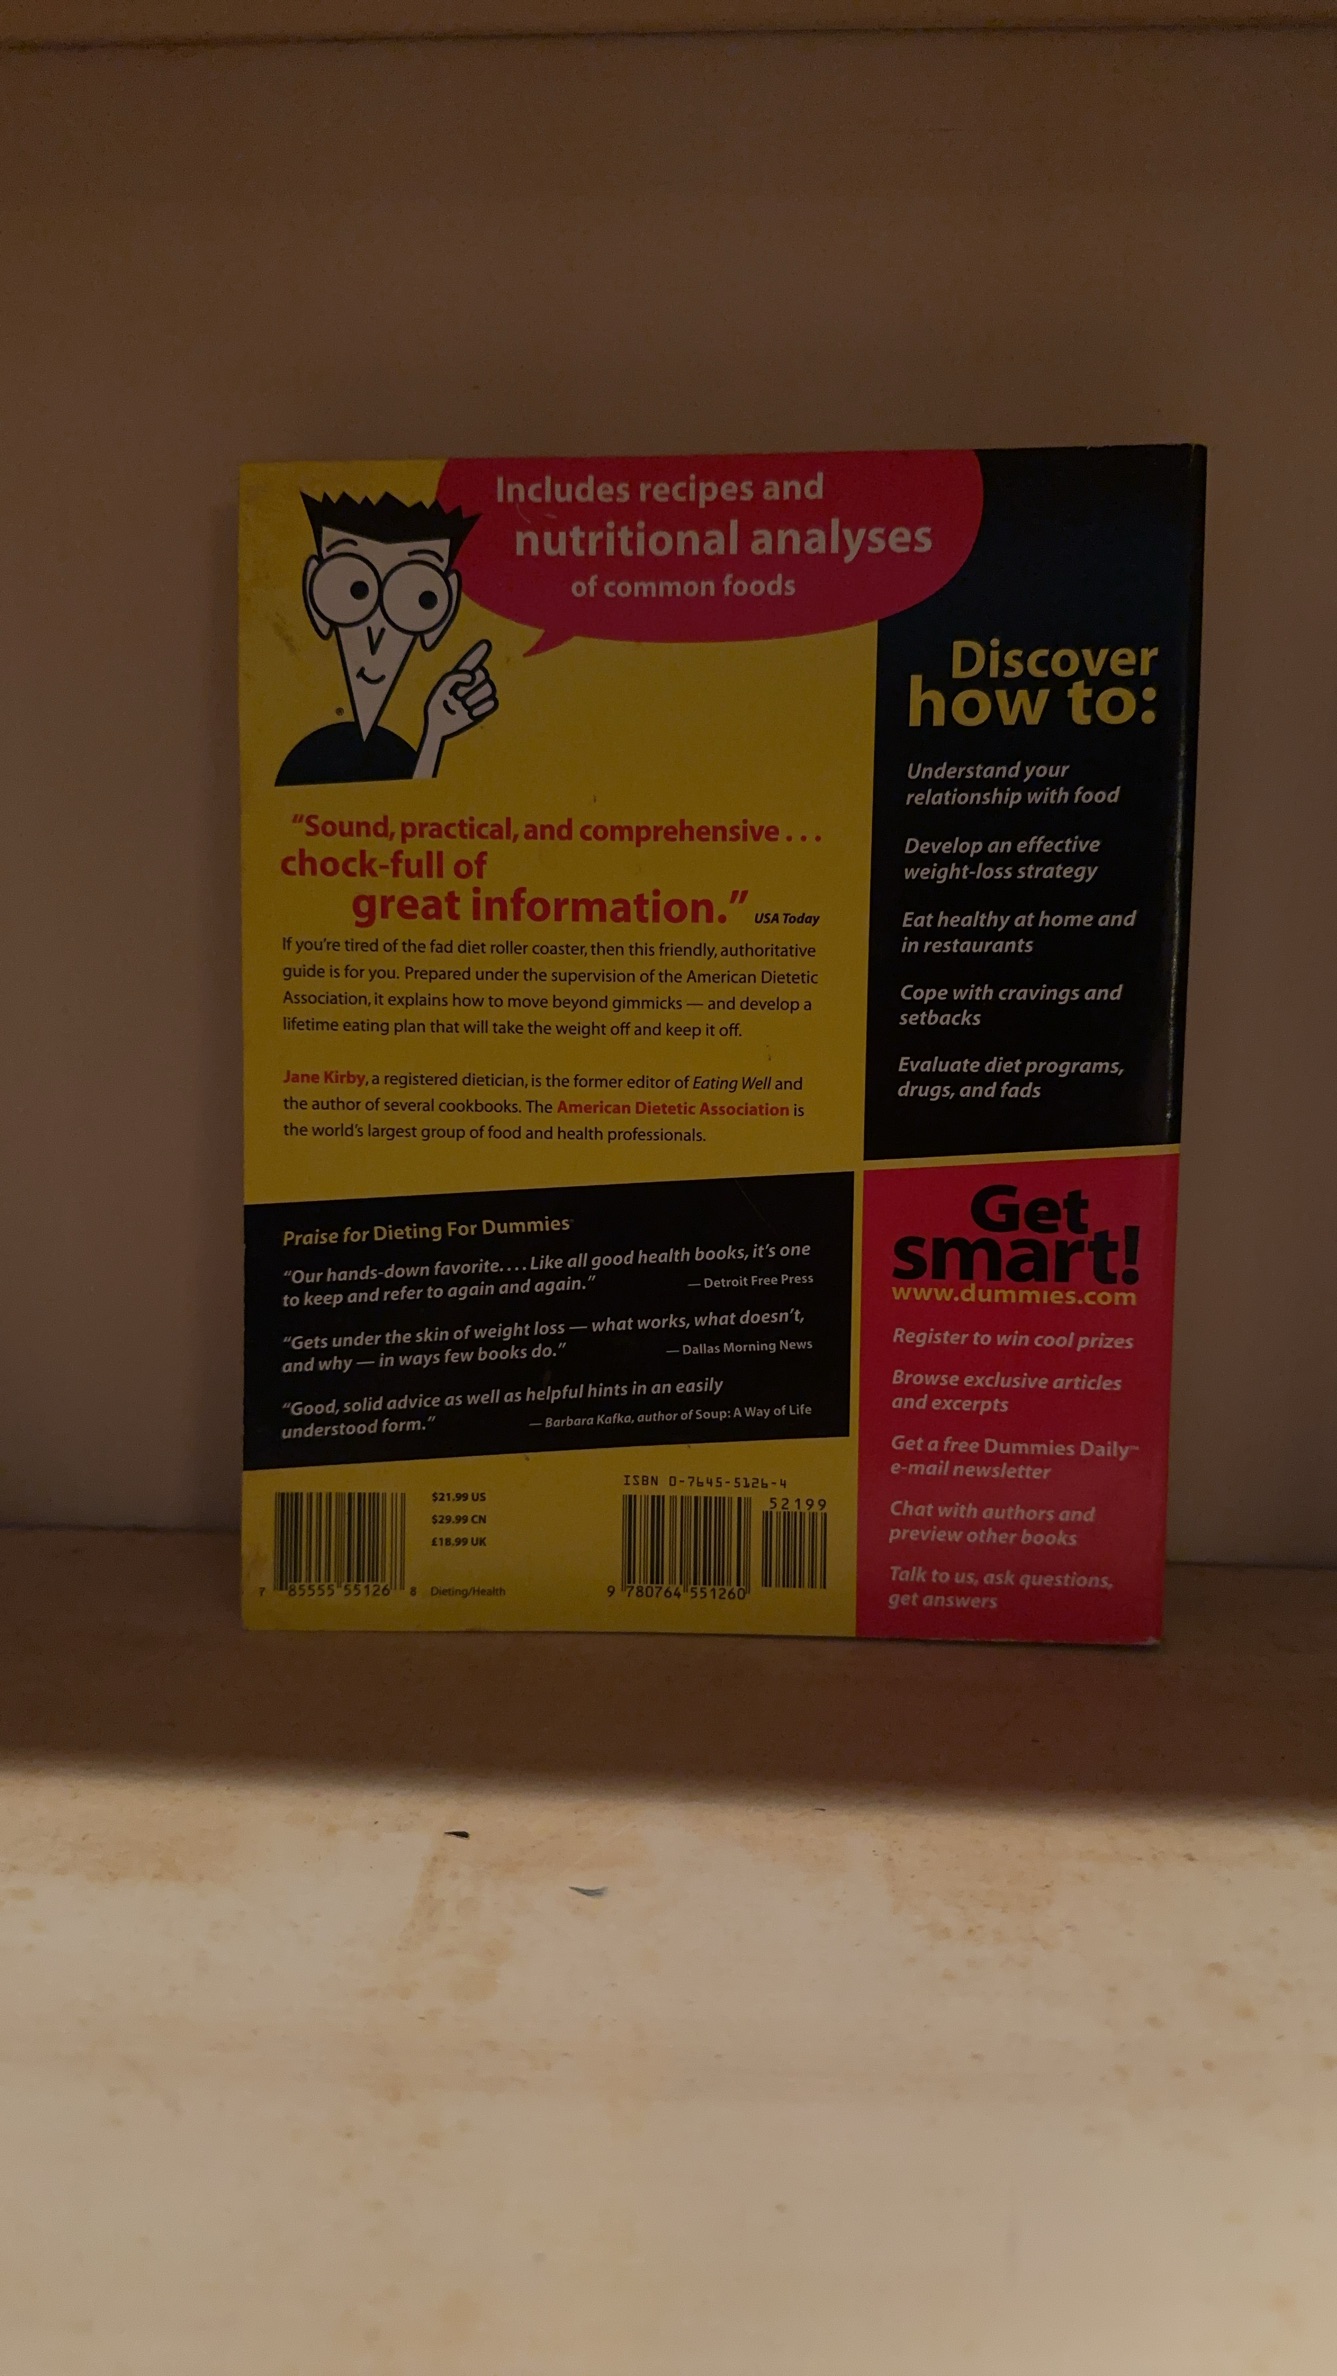 Includes recipes and
nutritional analyses
of common foods
®
"Sound, practical, and comprehensive . . .
chock-full of
great information."
USA Today
If you're tired of the fad diet roller coaster, then this friendly, authoritative
guide is for you. Prepared under the supervision of the American Dietetic
Association, it explains how to move beyond gimmicks — and develop a
lifetime eating plan that will take the weight off and keep it off.
Jane Kirby, a registered dietician, is the former editor of Eating Well and
the author of several cookbooks. The American Dietetic Association is
the world's largest group of food and health professionals.
Praise for Dieting For Dummies
"Our hands-down favorite. . . . Like all good health books, it's one
to keep and refer to again and again."
— Detroit Free Press
"Gets under the skin of weight loss — what works, what doesn't,
and why — in ways few books do."
— Dallas Morning News
"Good, solid advice as well as helpful hints in an easily
understood form."
— Barbara Kafka, author of Soup: A Way of Life
$21.99 US
$29.99 CN
£18.99 UK
7 85555 55126 8
Dieting/Health
ISBN 0-7645-5126-4
52199
9 780764 551260
Discover
how to:
Understand your
relationship with food
Develop an effective
weight-loss strategy
Eat healthy at home and
in restaurants
Cope with cravings and
setbacks
Evaluate diet programs,
drugs, and fads
Get
smart!
www.dummies.com
Register to win cool prizes
Browse exclusive articles
and excerpts
Get a free Dummies Daily™
e-mail newsletter
Chat with authors and
preview other books
Talk to us, ask questions,
get answers